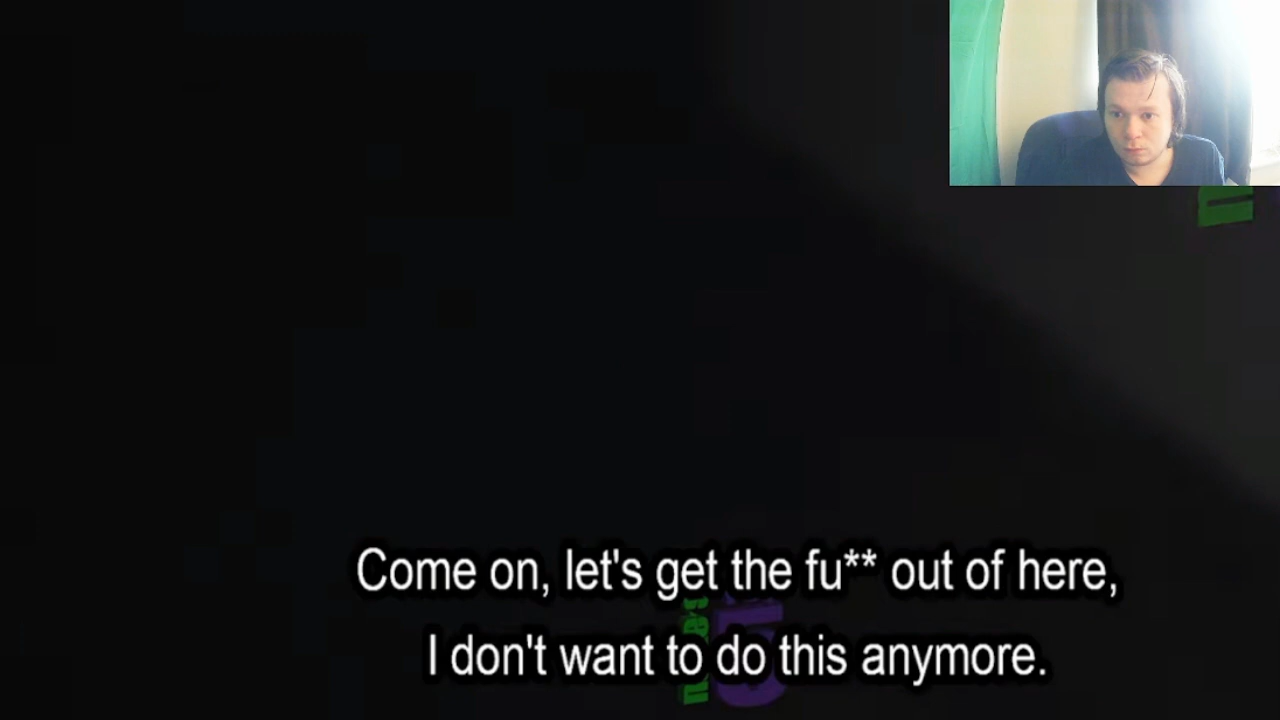 Come on, let's get the fu** out of here,
I don't want to do this anymore.